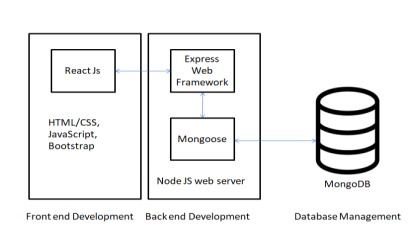 React Js
Express
Web
Framework
HTML/CSS,
JavaScript,
Bootstrap
Mongoose
Node JS web server
MongoDB
Front end Development
Back end Development
Database Management